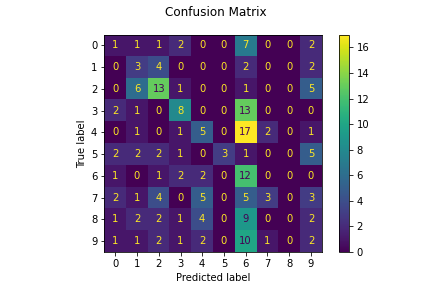 Confusion Matrix
0 1 1 1 2 0 0 7 0 0 2
1 0 3 4 0 0 0 2 0 0 2
2 0 6 13 1 0 0 1 0 0 5
3 2 1 0 8 0 0 13 0 0 0
4 0 1 0 1 5 0 17 2 0 1
5 2 2 2 1 0 3 1 0 0 5
6 1 0 1 2 2 0 12 0 0 0
7 2 1 4 0 5 0 5 3 0 3
8 1 2 2 1 4 0 9 0 0 2
9 1 1 2 1 2 0 10 1 0 2
0 1 2 3 4 5 6 7 8 9
Predicted label
True label
16
14
12
10
8
6
4
2
0